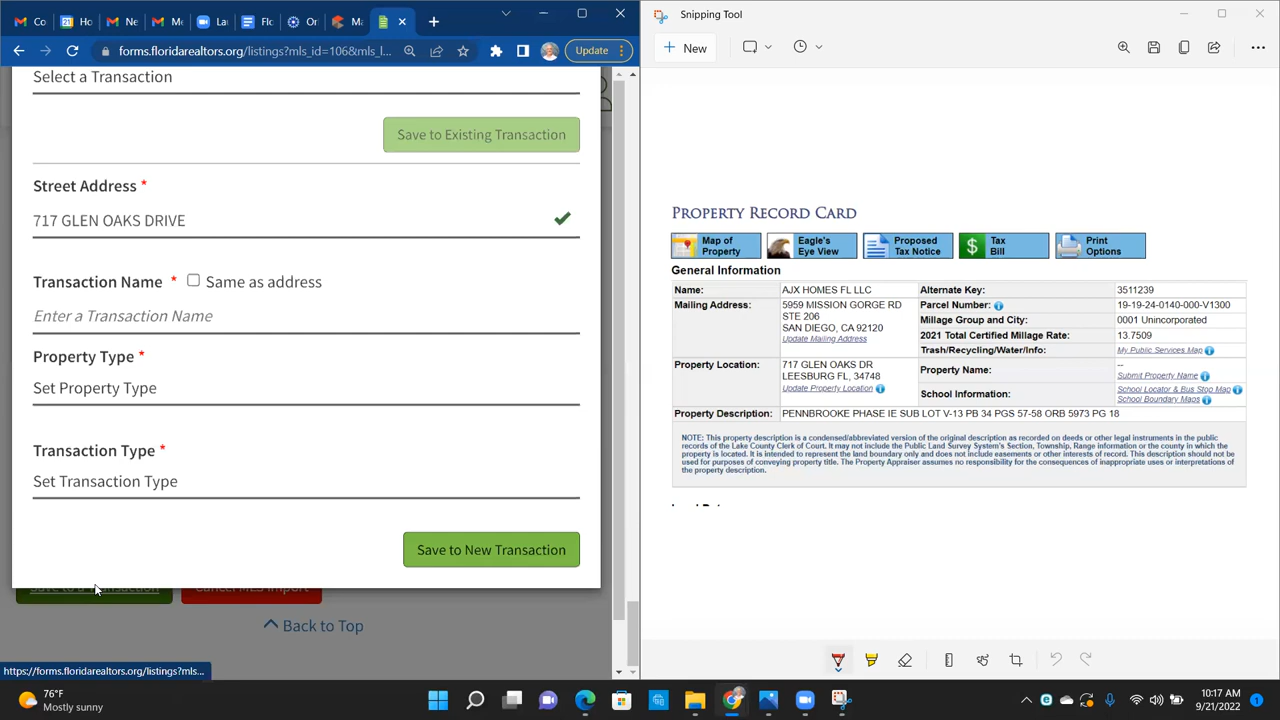 Ho
Ne
Me
Lau
Flo
Or
Ma
Update
forms.floridarealtors.org/listings?mls_id=106&mls_l...
Select a Transaction
Save to Existing Transaction
Street Address *
717 GLEN OAKS DRIVE
Transaction Name * Same as address
Enter a Transaction Name
Property Type *
Set Property Type
Transaction Type *
Set Transaction Type
Save to New Transaction
Save to a Transaction
Cancel MLS Import
Back to Top
https://forms.floridarealtors.org/listings?mls...
Snipping Tool
New
PROPERTY RECORD CARD
Map of Property
Eagle's Eye View
Proposed Tax Notice
Tax Bill
Print Options
General Information
Name: AJX HOMES FL LLC
Mailing Address: 5959 MISSION GORGE RD
STE 206
SAN DIEGO, CA 92120
Update Mailing Address
Property Location: 717 GLEN OAKS DR
LEESBURG FL, 34748
Update Property Location
Alternate Key: 3511239
Parcel Number: 19-19-24-0140-000-V1300
Millage Group and City: 0001 Unincorporated
2021 Total Certified Millage Rate: 13.7509
Trash/Recycling/Water/Info: My Public Services Map
Property Name: --
Submit Property Name
School Information: School Locator & Bus Stop Map
School Boundary Maps
Property Description: PENNBROOKE PHASE IE SUB LOT V-13 PB 34 PGS 57-58 ORB 5973 PG 18
NOTE: This property description is a condensed/abbreviated version of the original description as recorded on deeds or other legal instruments in the public
records of the Lake County Clerk of Court. It may not include the Public Land Survey System's Section, Township, Range information or the county in which the
property is located. It is intended to represent the land boundary only and does not include easements or other interests of record. This description should not be
used for purposes of conveying property title. The Property Appraiser assumes no responsibility for the consequences of inappropriate uses or interpretations of
the property description.
76°F
Mostly sunny
10:17 AM
9/21/2022